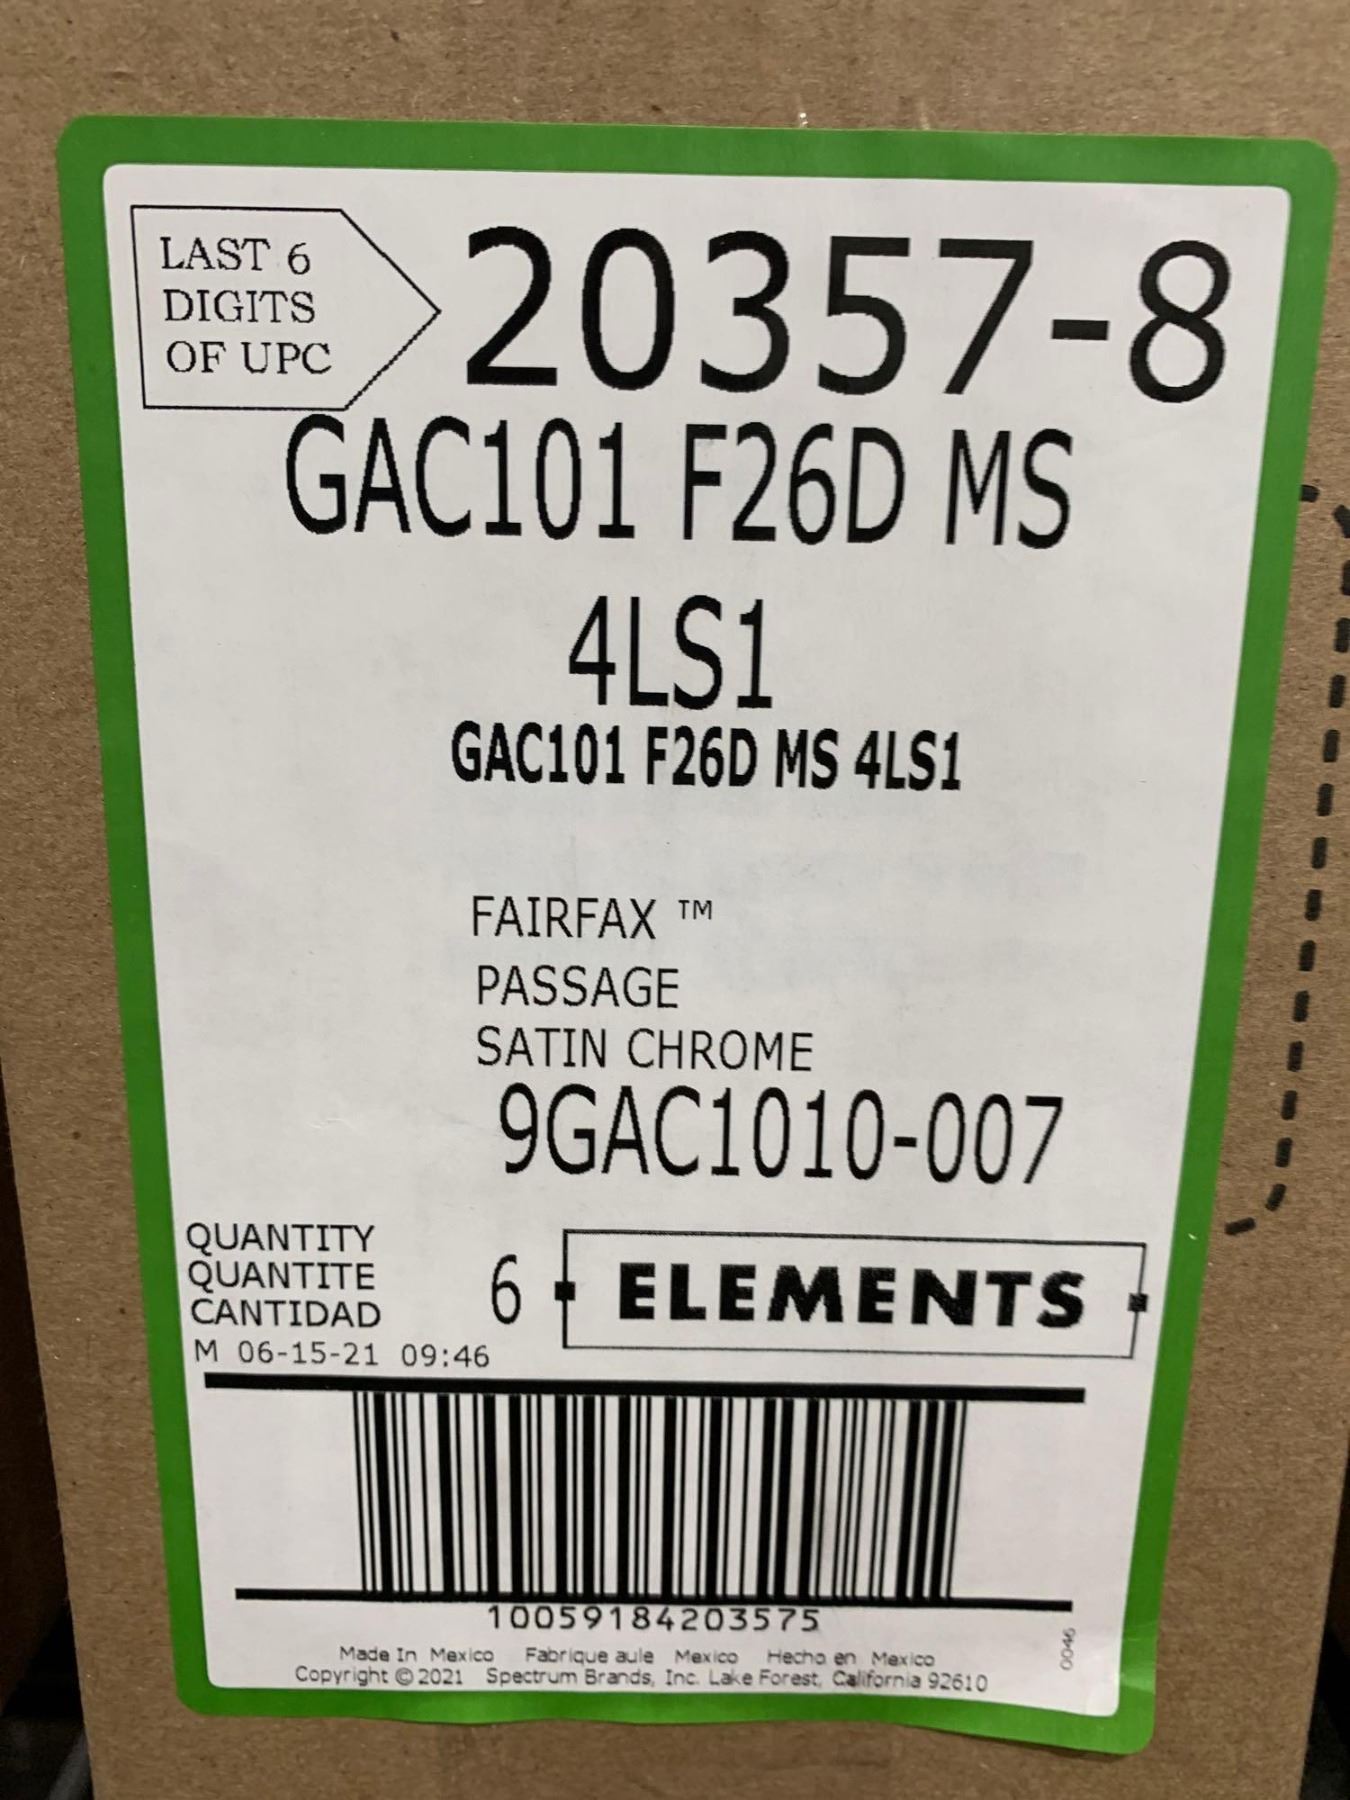 LAST 6
DIGITS
OF UPC
20357-8
GAC101 F26D MS
4LS1
GAC101 F26D MS 4LS1
FAIRFAX ™
PASSAGE
SATIN CHROME
9GAC1010-007
QUANTITY
QUANTITE
CANTIDAD
6
ELEMENTS
M 06-15-21 09:46
10059184203575
Made In Mexico Fabrique aule Mexico Hecho en Mexico
Copyright © 2021 Spectrum Brands, Inc. Lake Forest, California 92610
0046